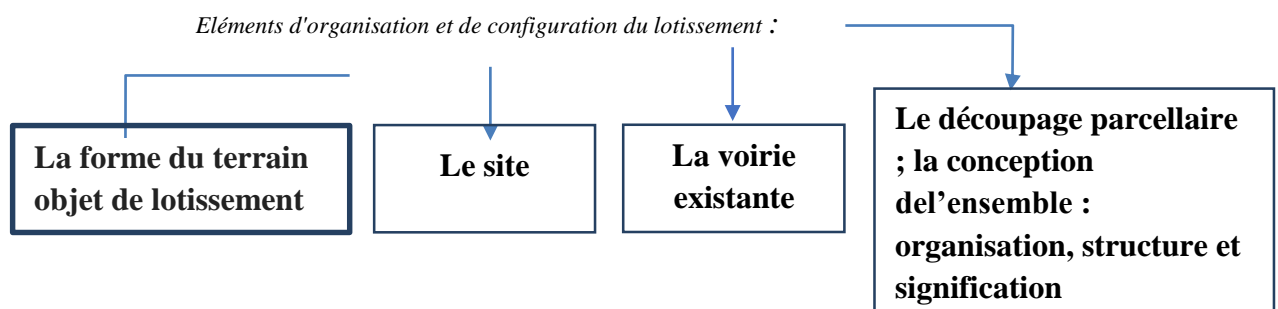 Eléments d'organisation et de configuration du lotissement :
La forme du terrain
objet de lotissement
Le site
La voirie
existante
Le découpage parcellaire
; la conception
del’ensemble :
organisation, structure et
signification